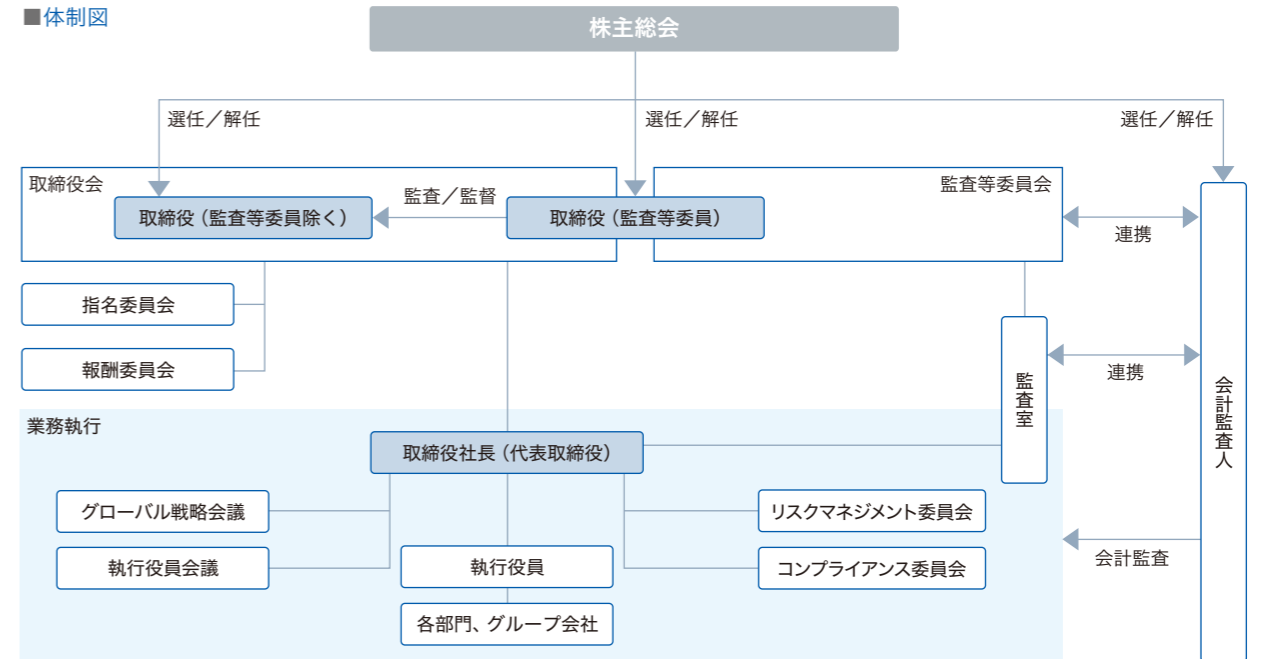 ■体制図
株主総会
選任／解任
選任／解任
選任／解任
取締役会
監査等委員会
取締役（監査等委員除く）
監査／監督
取締役（監査等委員）
連携
指名委員会
報酬委員会
監査室
連携
会計監査人
業務執行
取締役社長（代表取締役）
グローバル戦略会議
リスクマネジメント委員会
執行役員会議
執行役員
コンプライアンス委員会
会計監査
各部門、グループ会社